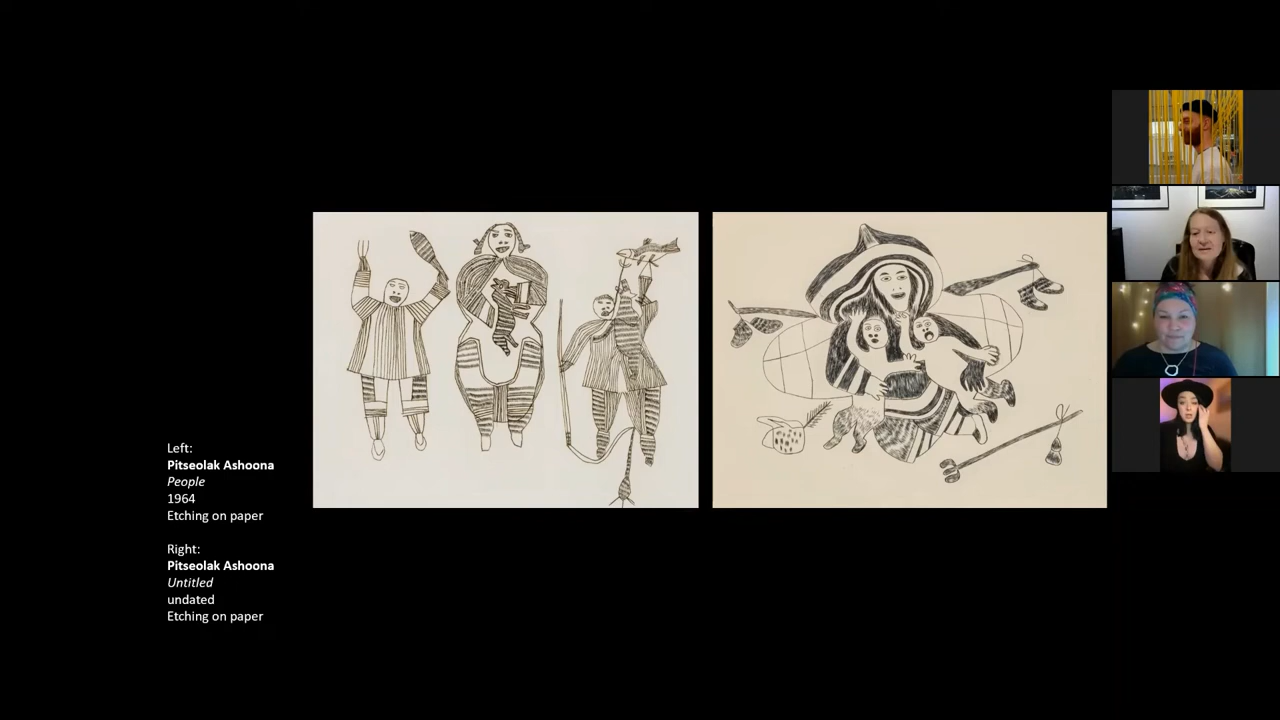 Left:
Pitseolak Ashoona
People
1964
Etching on paper
Right:
Pitseolak Ashoona
Untitled
undated
Etching on paper